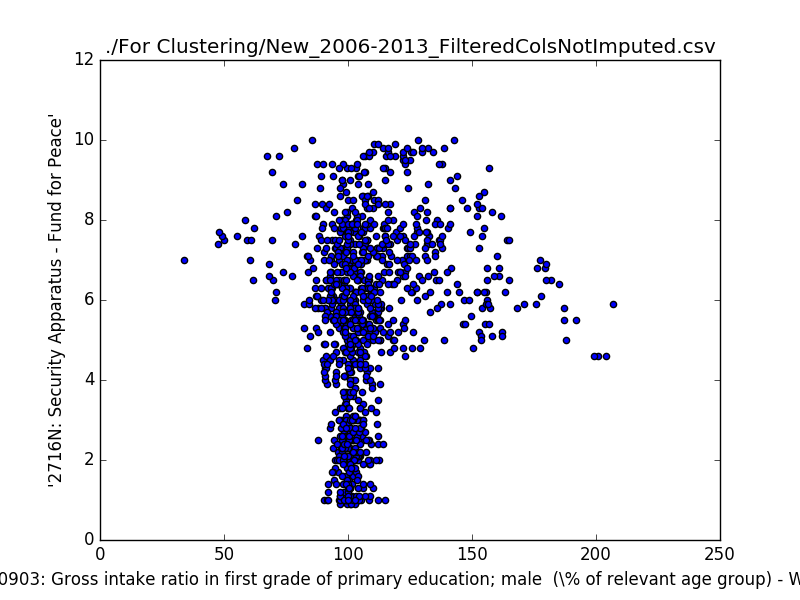 ./For Clustering/New_2006-2013_FilteredColsNotImputed.csv
12
10
8
6
4
2
0
'2716N: Security Apparatus - Fund for Peace'
0 50 100 150 200 250
0903: Gross intake ratio in first grade of primary education; male (\% of relevant age group) - W